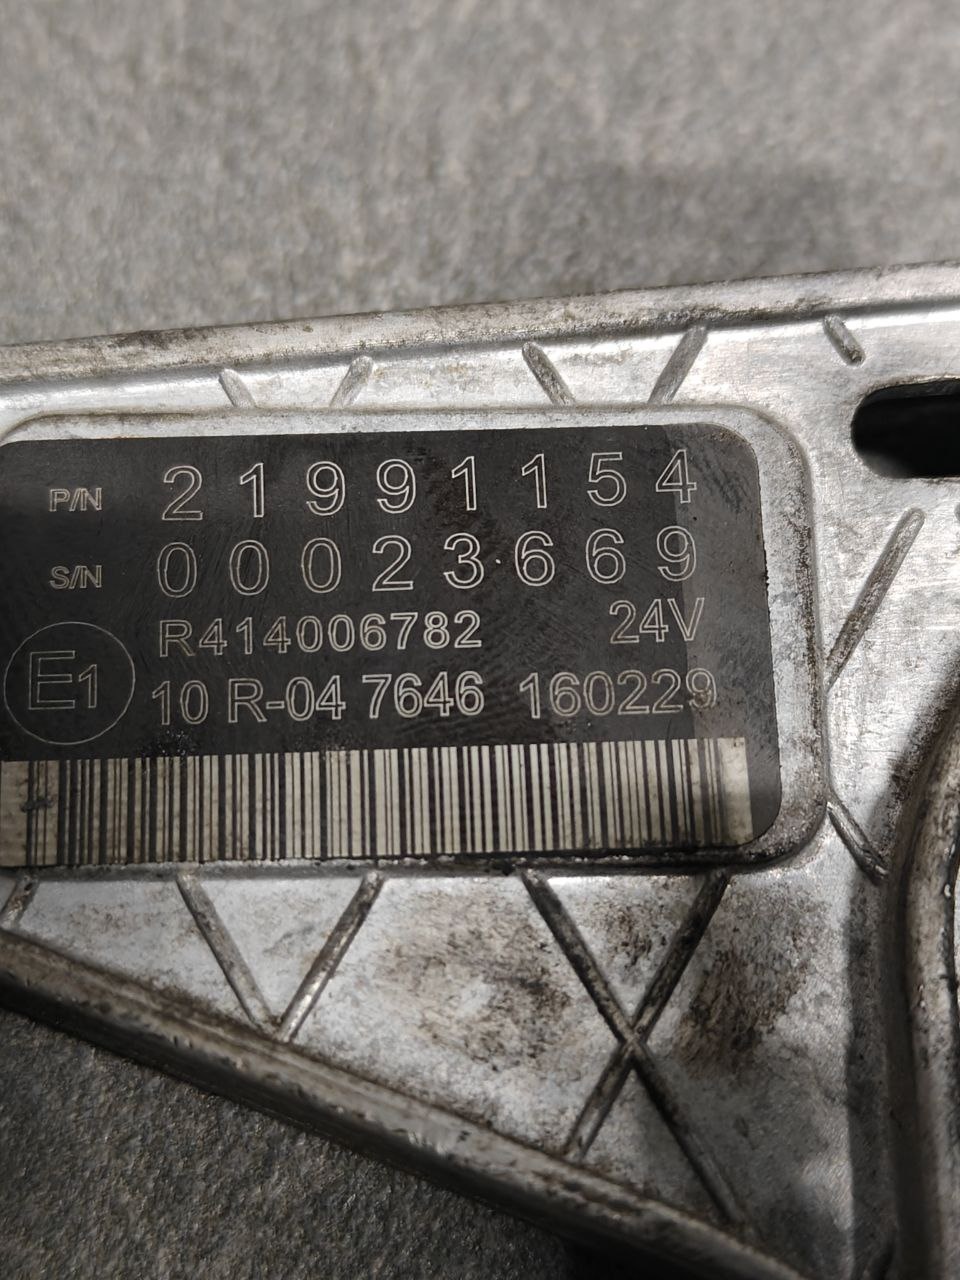 P/N 21991154
S/N 00023669
R414006782 24V
E1 10 R-04 7646 160229